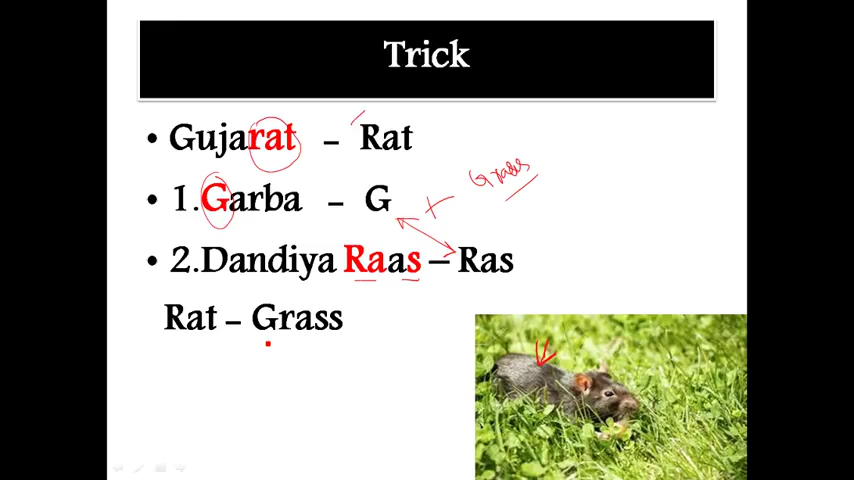 Trick
• Gujarat – Rat
Grass
• 1.Garba – G +
• 2.Dandiya Raas – Ras
Rat – Grass